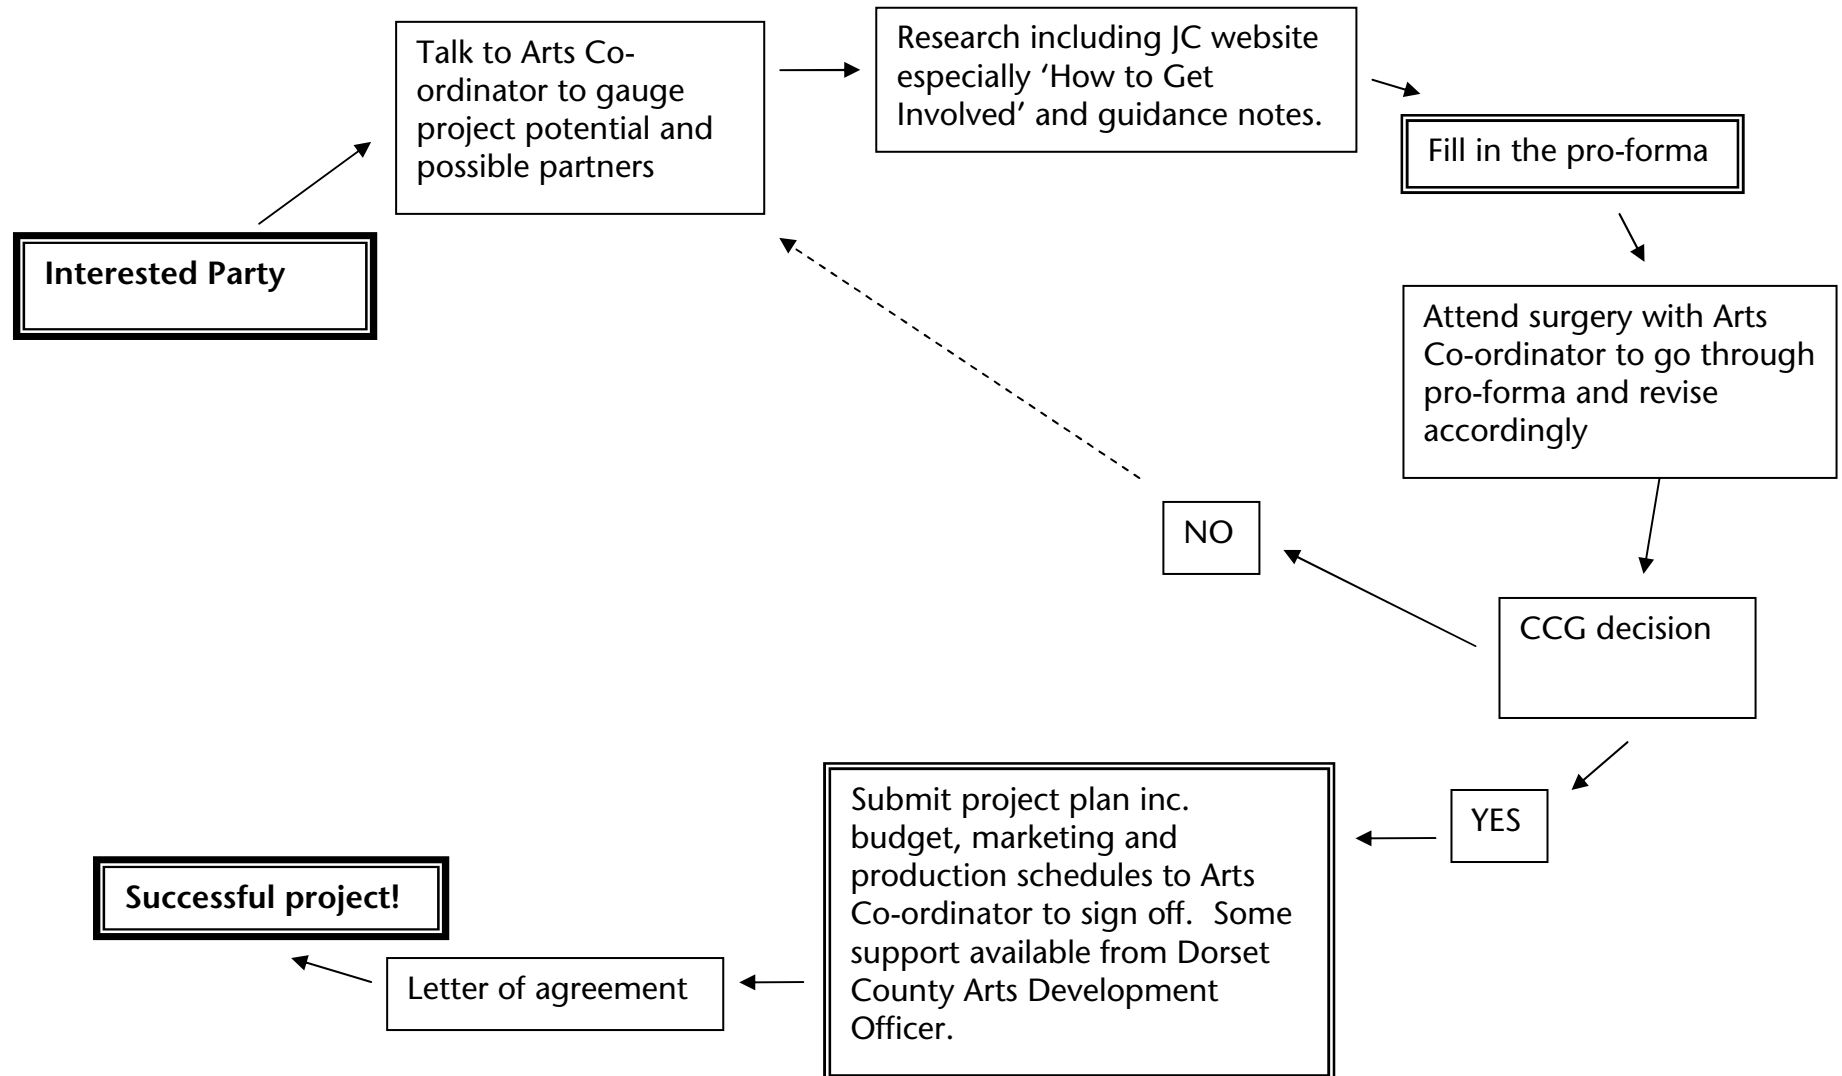 Interested Party
Talk to Arts Co-
ordinator to gauge
project potential and
possible partners
Research including JC website
especially ‘How to Get
Involved’ and guidance notes.
Fill in the pro-forma
Attend surgery with Arts
Co-ordinator to go through
pro-forma and revise
accordingly
CCG decision
NO
YES
Submit project plan inc.
budget, marketing and
production schedules to Arts
Co-ordinator to sign off.  Some
support available from Dorset
County Arts Development
Officer.
Letter of agreement
Successful project!